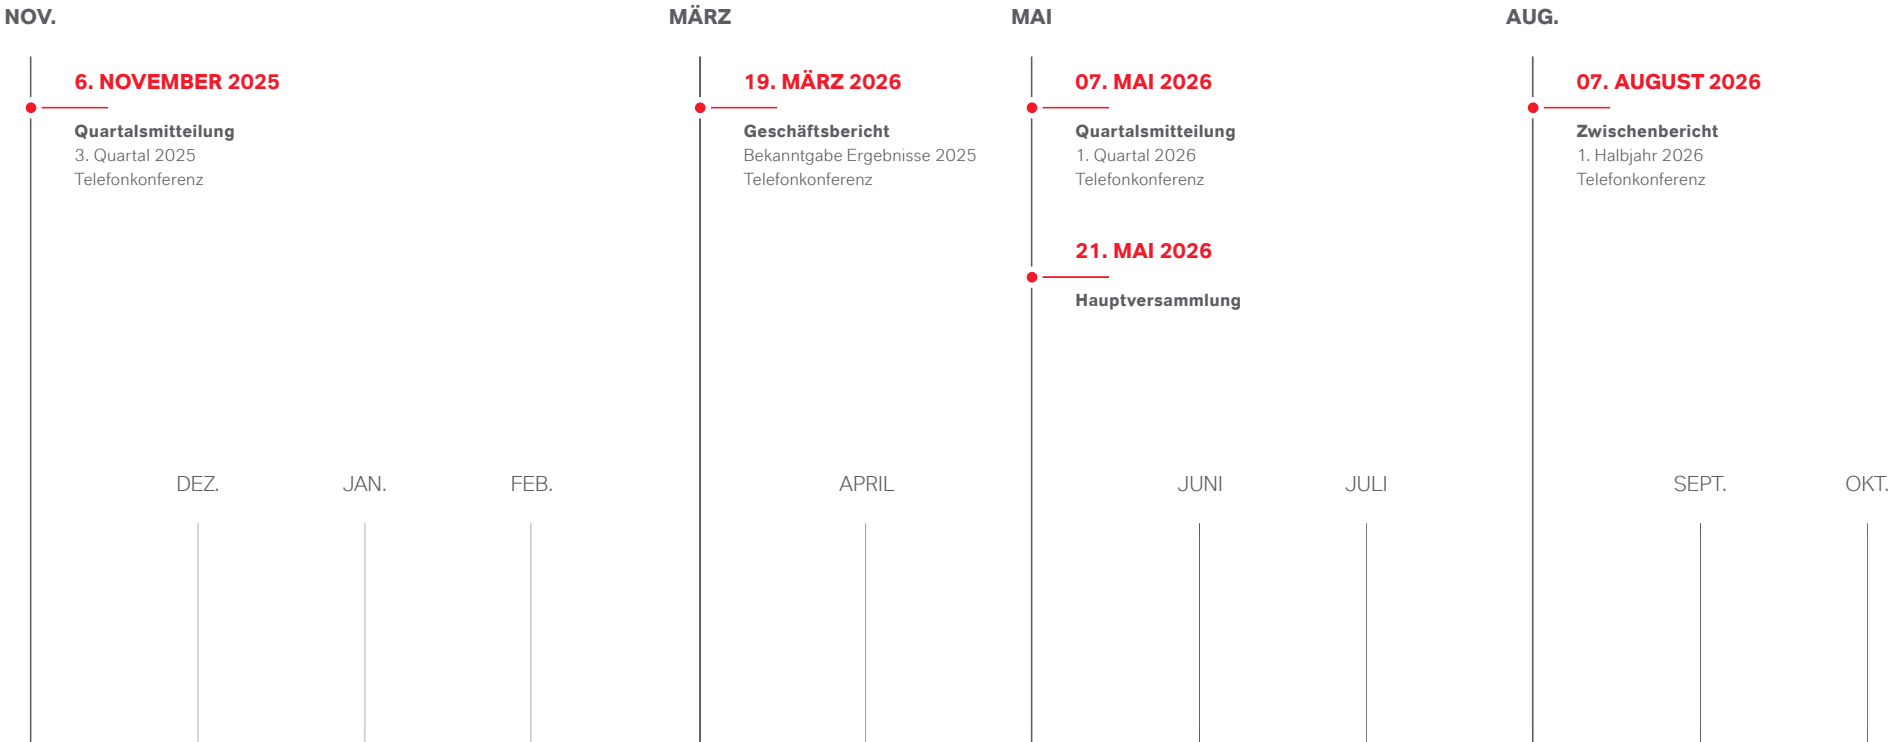 NOV.
6. NOVEMBER 2025
Quartalsmitteilung
3. Quartal 2025
Telefonkonferenz
DEZ.
JAN.
FEB.
MÄRZ
19. MÄRZ 2026
Geschäftsbericht
Bekanntgabe Ergebnisse 2025
Telefonkonferenz
APRIL
MAI
07. MAI 2026
Quartalsmitteilung
1. Quartal 2026
Telefonkonferenz
21. MAI 2026
Hauptversammlung
JUNI
JULI
AUG.
07. AUGUST 2026
Zwischenbericht
1. Halbjahr 2026
Telefonkonferenz
SEPT.
OKT.